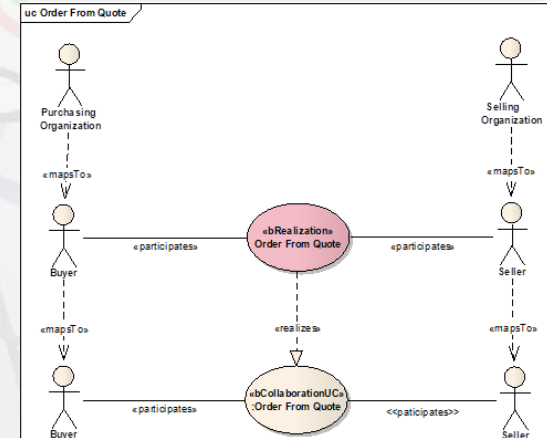 uc Order From Quote
Purchasing
Organization
Selling
Organization
«mapsTo»
«mapsTo»
«bRealization»
Order From Quote
«participates»
«participates»
Buyer
Seller
«mapsTo»
«realizes»
«mapsTo»
«bCollaborationUC»
:Order From Quote
«participates»
<<paticipates>>
Buyer
Seller